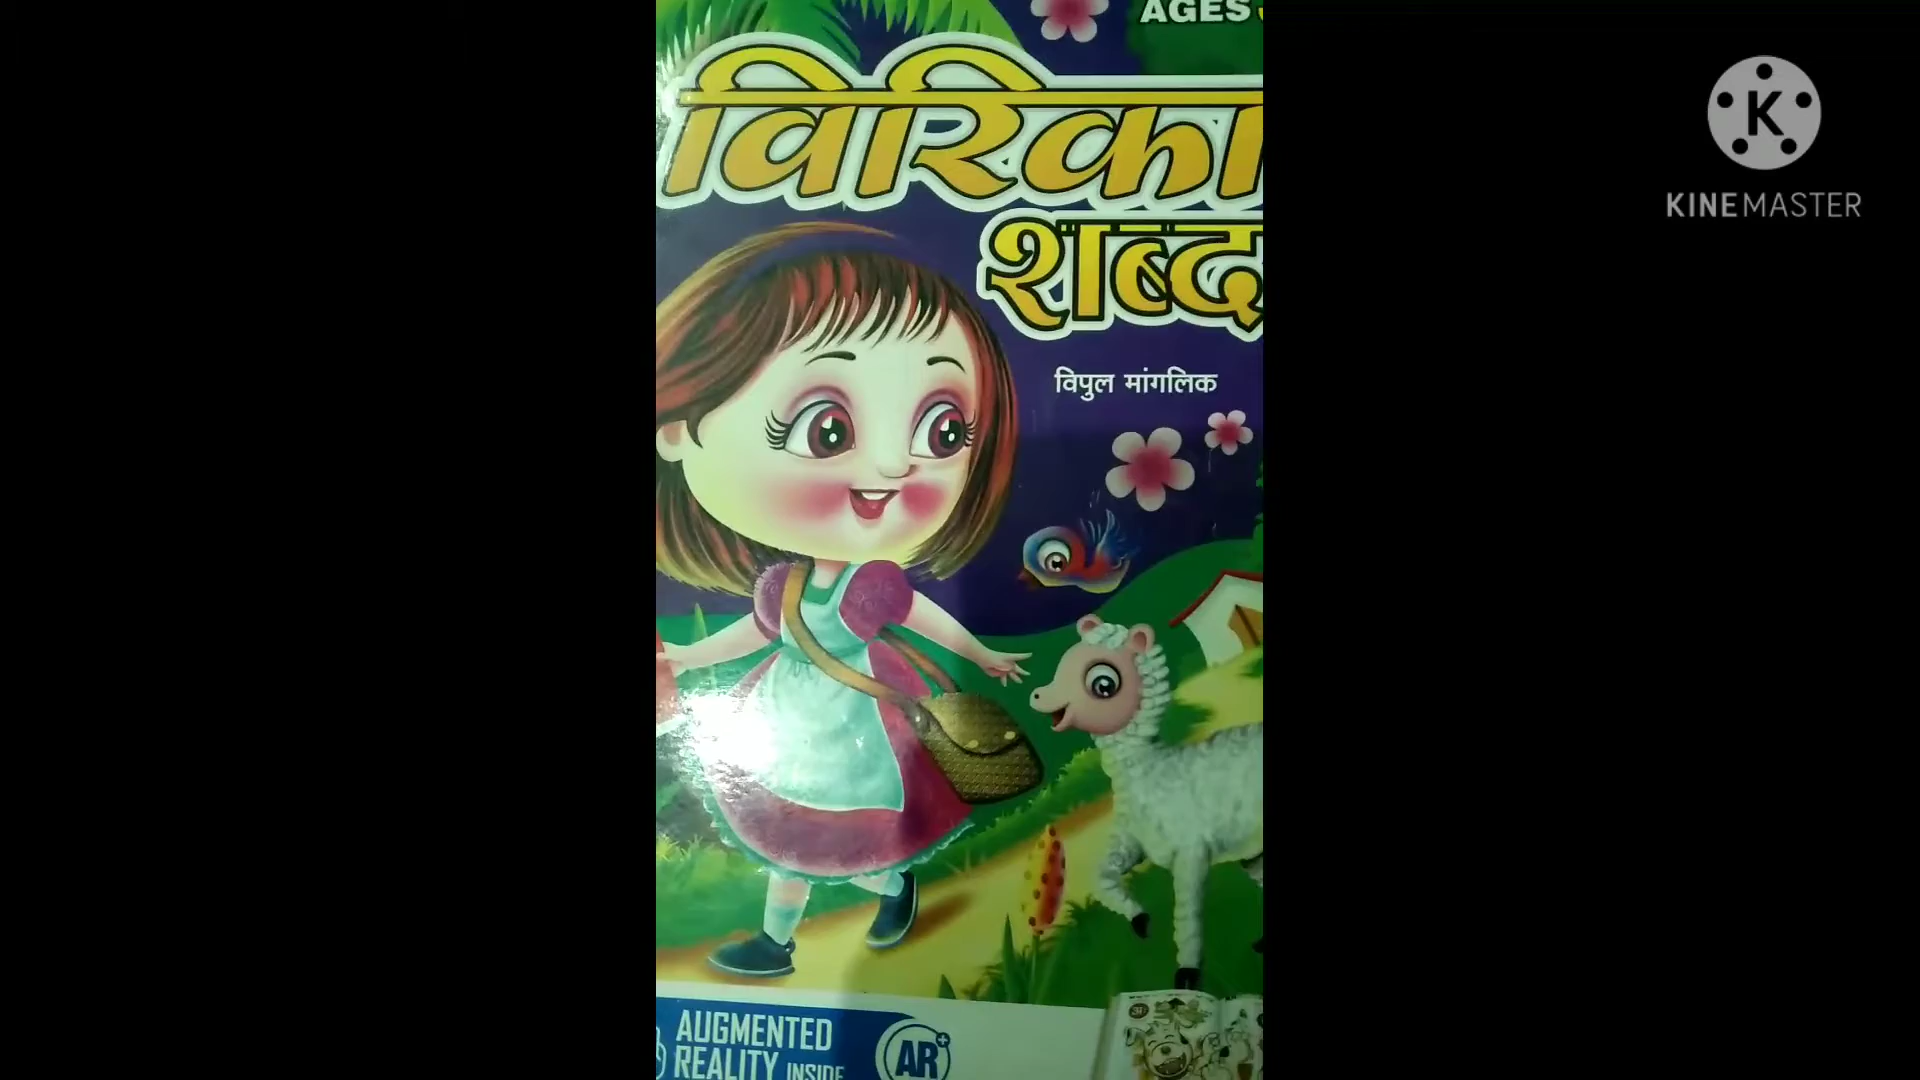 AGES
विरिका
शब्द
विपुल मांगलिक
AUGMENTED
REALITY INSIDE
AR+
K
KINEMASTER